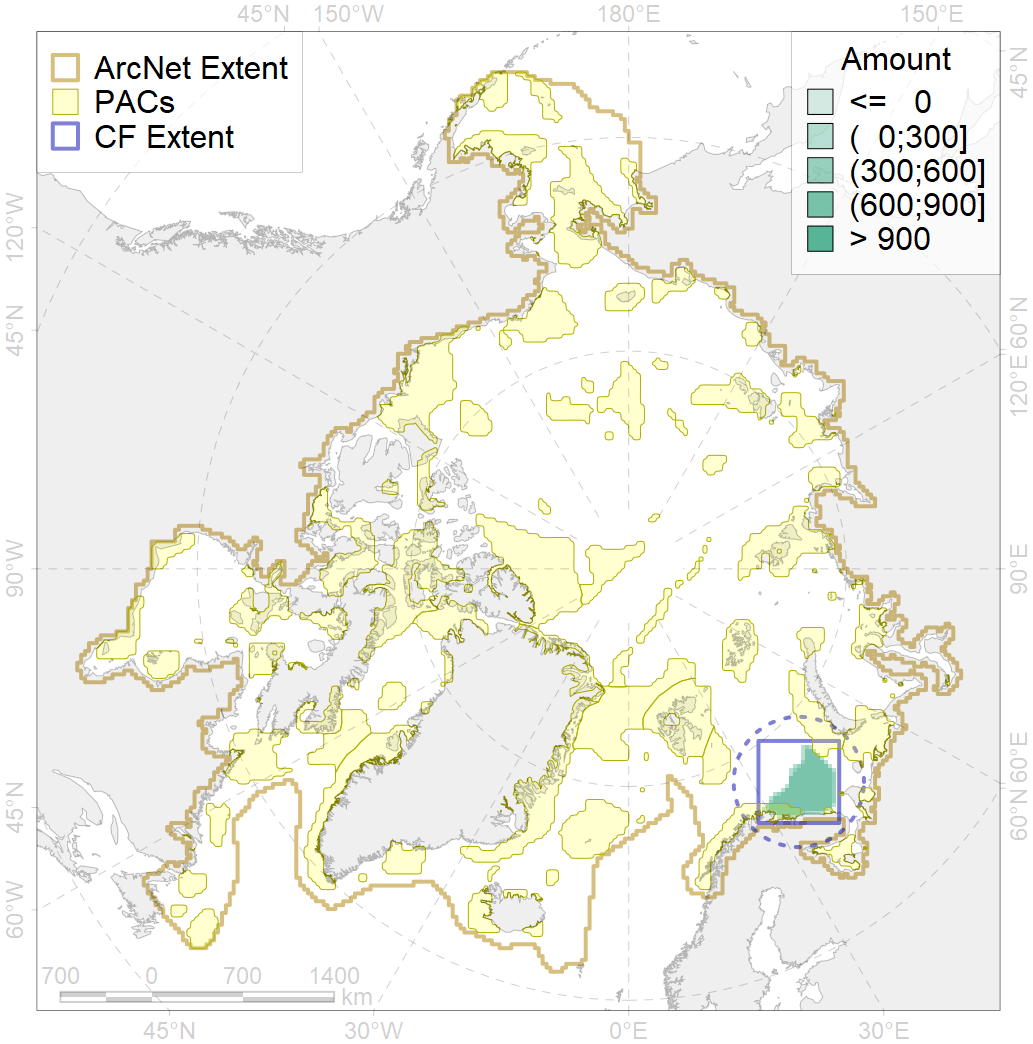 45°N 150°W 180°E 150°E
ArcNet Extent
PACs
CF Extent
Amount
<= 0
( 0;300]
(300;600]
(600;900]
> 900
45°N
120°W
60°N
45°N
120°E
90°W
90°E
60°E
45°N
60°N
60°W
700 0 700 1400
km
45°N 30°W 0°E 30°E